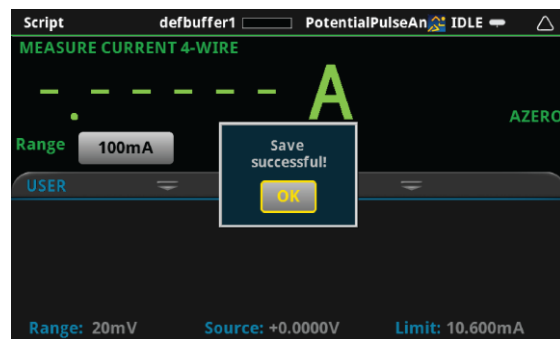 Script defbuffer1 PotentialPulseAn IDLE
MEASURE CURRENT 4-WIRE
- -.- - - - - A
AZERO
Range 100mA
Save
successful!
OK
USER
Range: 20mV Source: +0.0000V Limit: 10.600mA